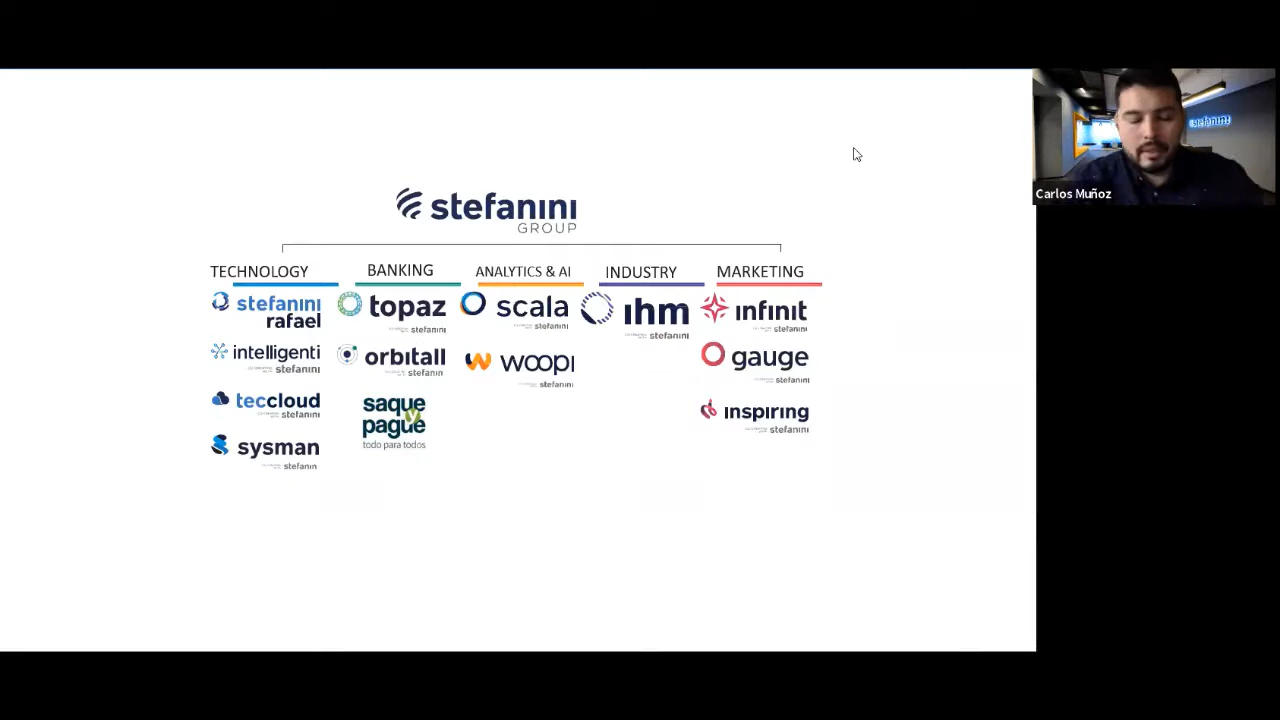 stefanini
GROUP
TECHNOLOGY
BANKING
ANALYTICS & AI
INDUSTRY
MARKETING
stefanini
rafael
intelligenti
stefanini
teccloud
stefanini
sysman
stefanini
topaz
stefanini
orbitall
stefanini
saque
y
pague
todo para todos
scala
stefanini
woopi
stefanini
ihm
stefanini
infinit
stefanini
gauge
stefanini
inspiring
stefanini
stefanini
Carlos Muñoz